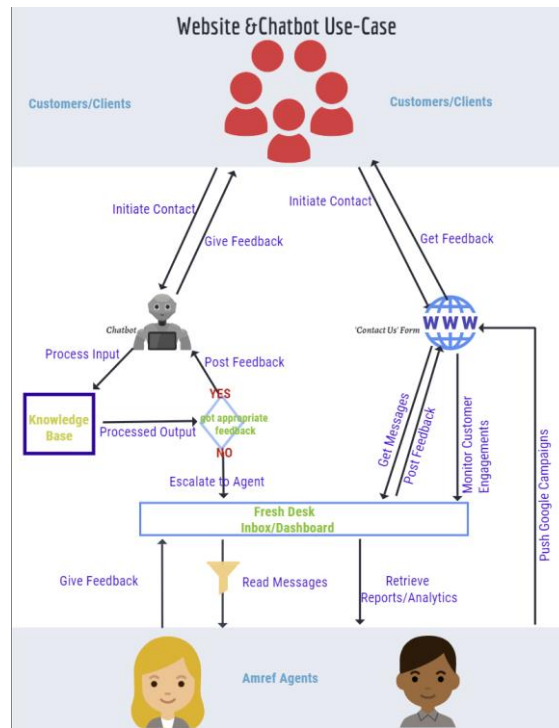 Website &Chatbot Use-Case
Customers/Clients
Customers/Clients
Initiate Contact
Give Feedback
Initiate Contact
Get Feedback
Chatbot
'Contact Us' Form
WWW
Process Input
Post Feedback
YES
Knowledge
Base
Processed Output
got appropriate
feedback
NO
Escalate to Agent
Get Messages
Post Feedback
Monitor Customer
Engagements
Push Google Campaigns
Fresh Desk
Inbox/Dashboard
Give Feedback
Read Messages
Retrieve
Reports/Analytics
Amref Agents